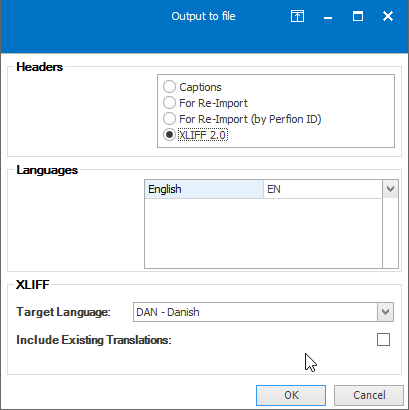 Output to file
Headers
Captions
For Re-Import
For Re-Import (by Perfion ID)
XLIFF 2.0
Languages
English EN
XLIFF
Target Language: DAN - Danish
Include Existing Translations:
OK Cancel